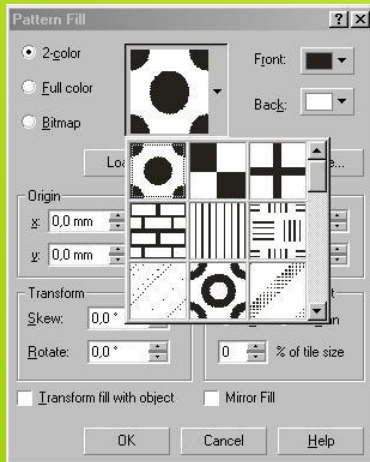 Pattern Fill
2-color
Front:
Full color
Back:
Bitmap
Origin
x: 0,0 mm
y: 0,0 mm
Transform
Skew: 0,0 °
Rotate: 0,0 °
0 % of tile size
Transform fill with object
Mirror Fill
OK Cancel Help